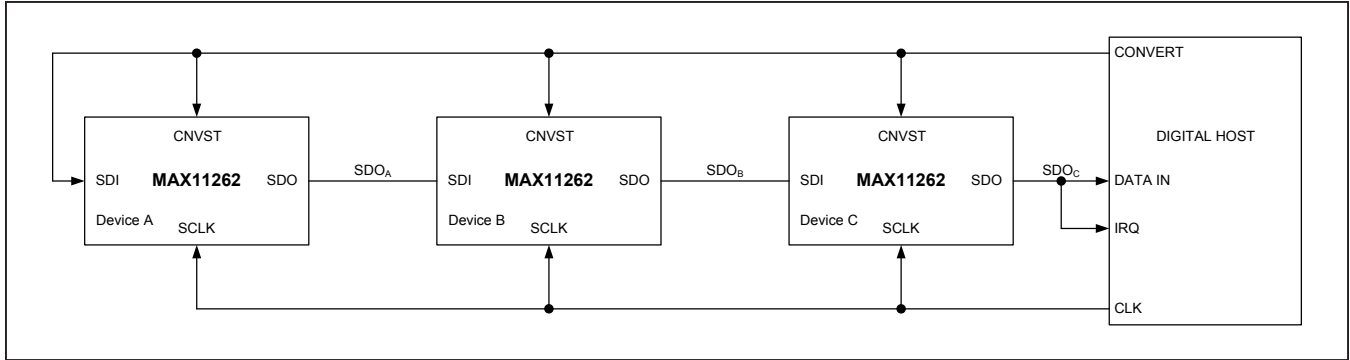 CONVERT
CNVST
CNVST
CNVST
DIGITAL HOST
SDI MAX11262 SDO
SDOA
SDI MAX11262 SDO
SDOB
SDI MAX11262 SDO
SDOC
DATA IN
Device A
SCLK
Device B
SCLK
Device C
SCLK
IRQ
CLK